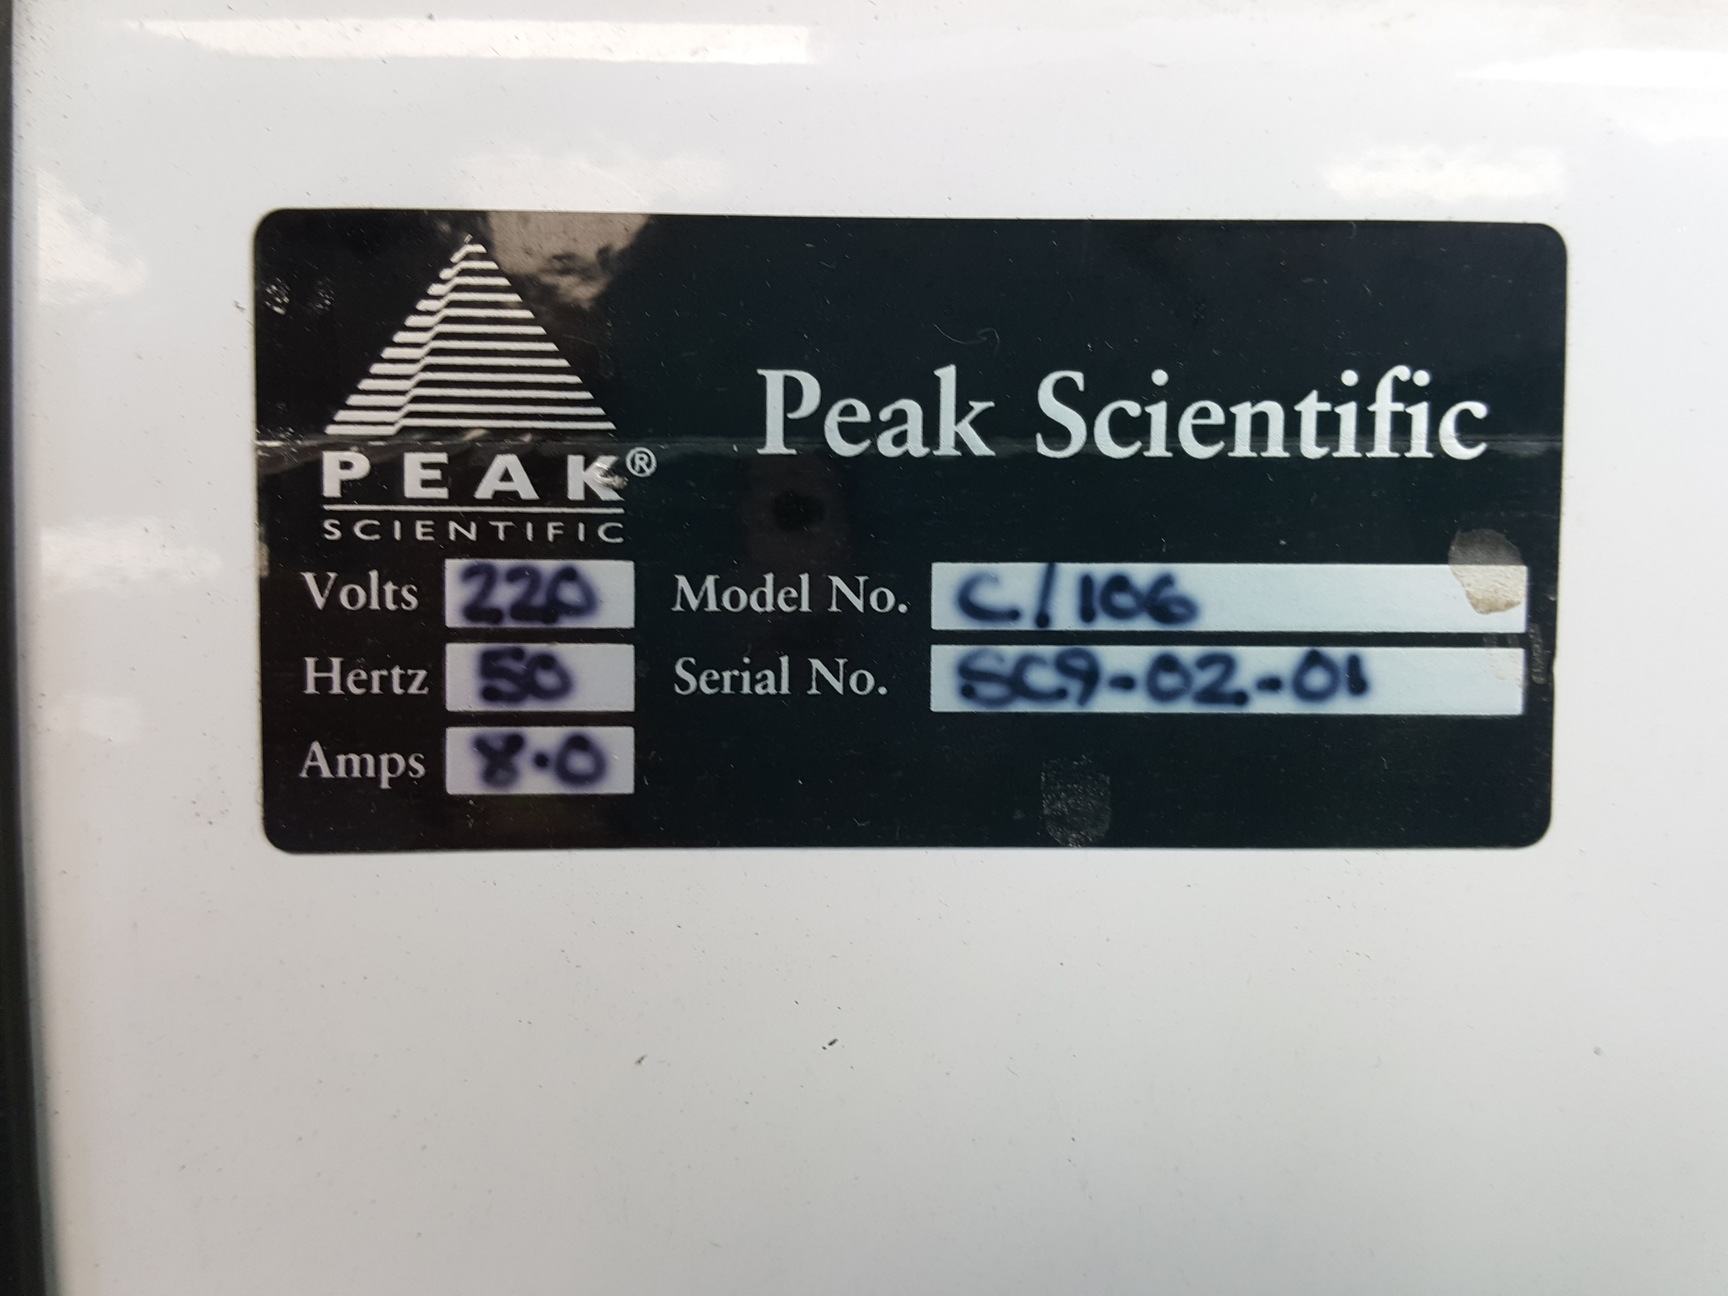 PEAK®
SCIENTIFIC
Peak Scientific
Volts 220 Model No. C/106
Hertz 50 Serial No. SC9-02-01
Amps 8.0